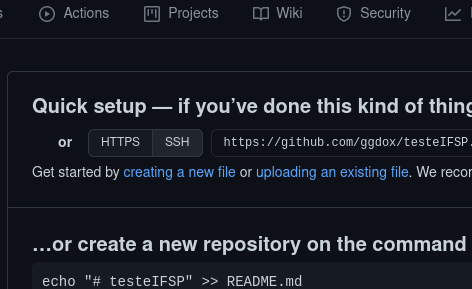 Actions Projects Wiki Security
Quick setup — if you've done this kind of thing
or HTTPS SSH https://github.com/ggdox/testeIFSP.
Get started by creating a new file or uploading an existing file. We recor
…or create a new repository on the command
echo "# testeIFSP" >> README.md